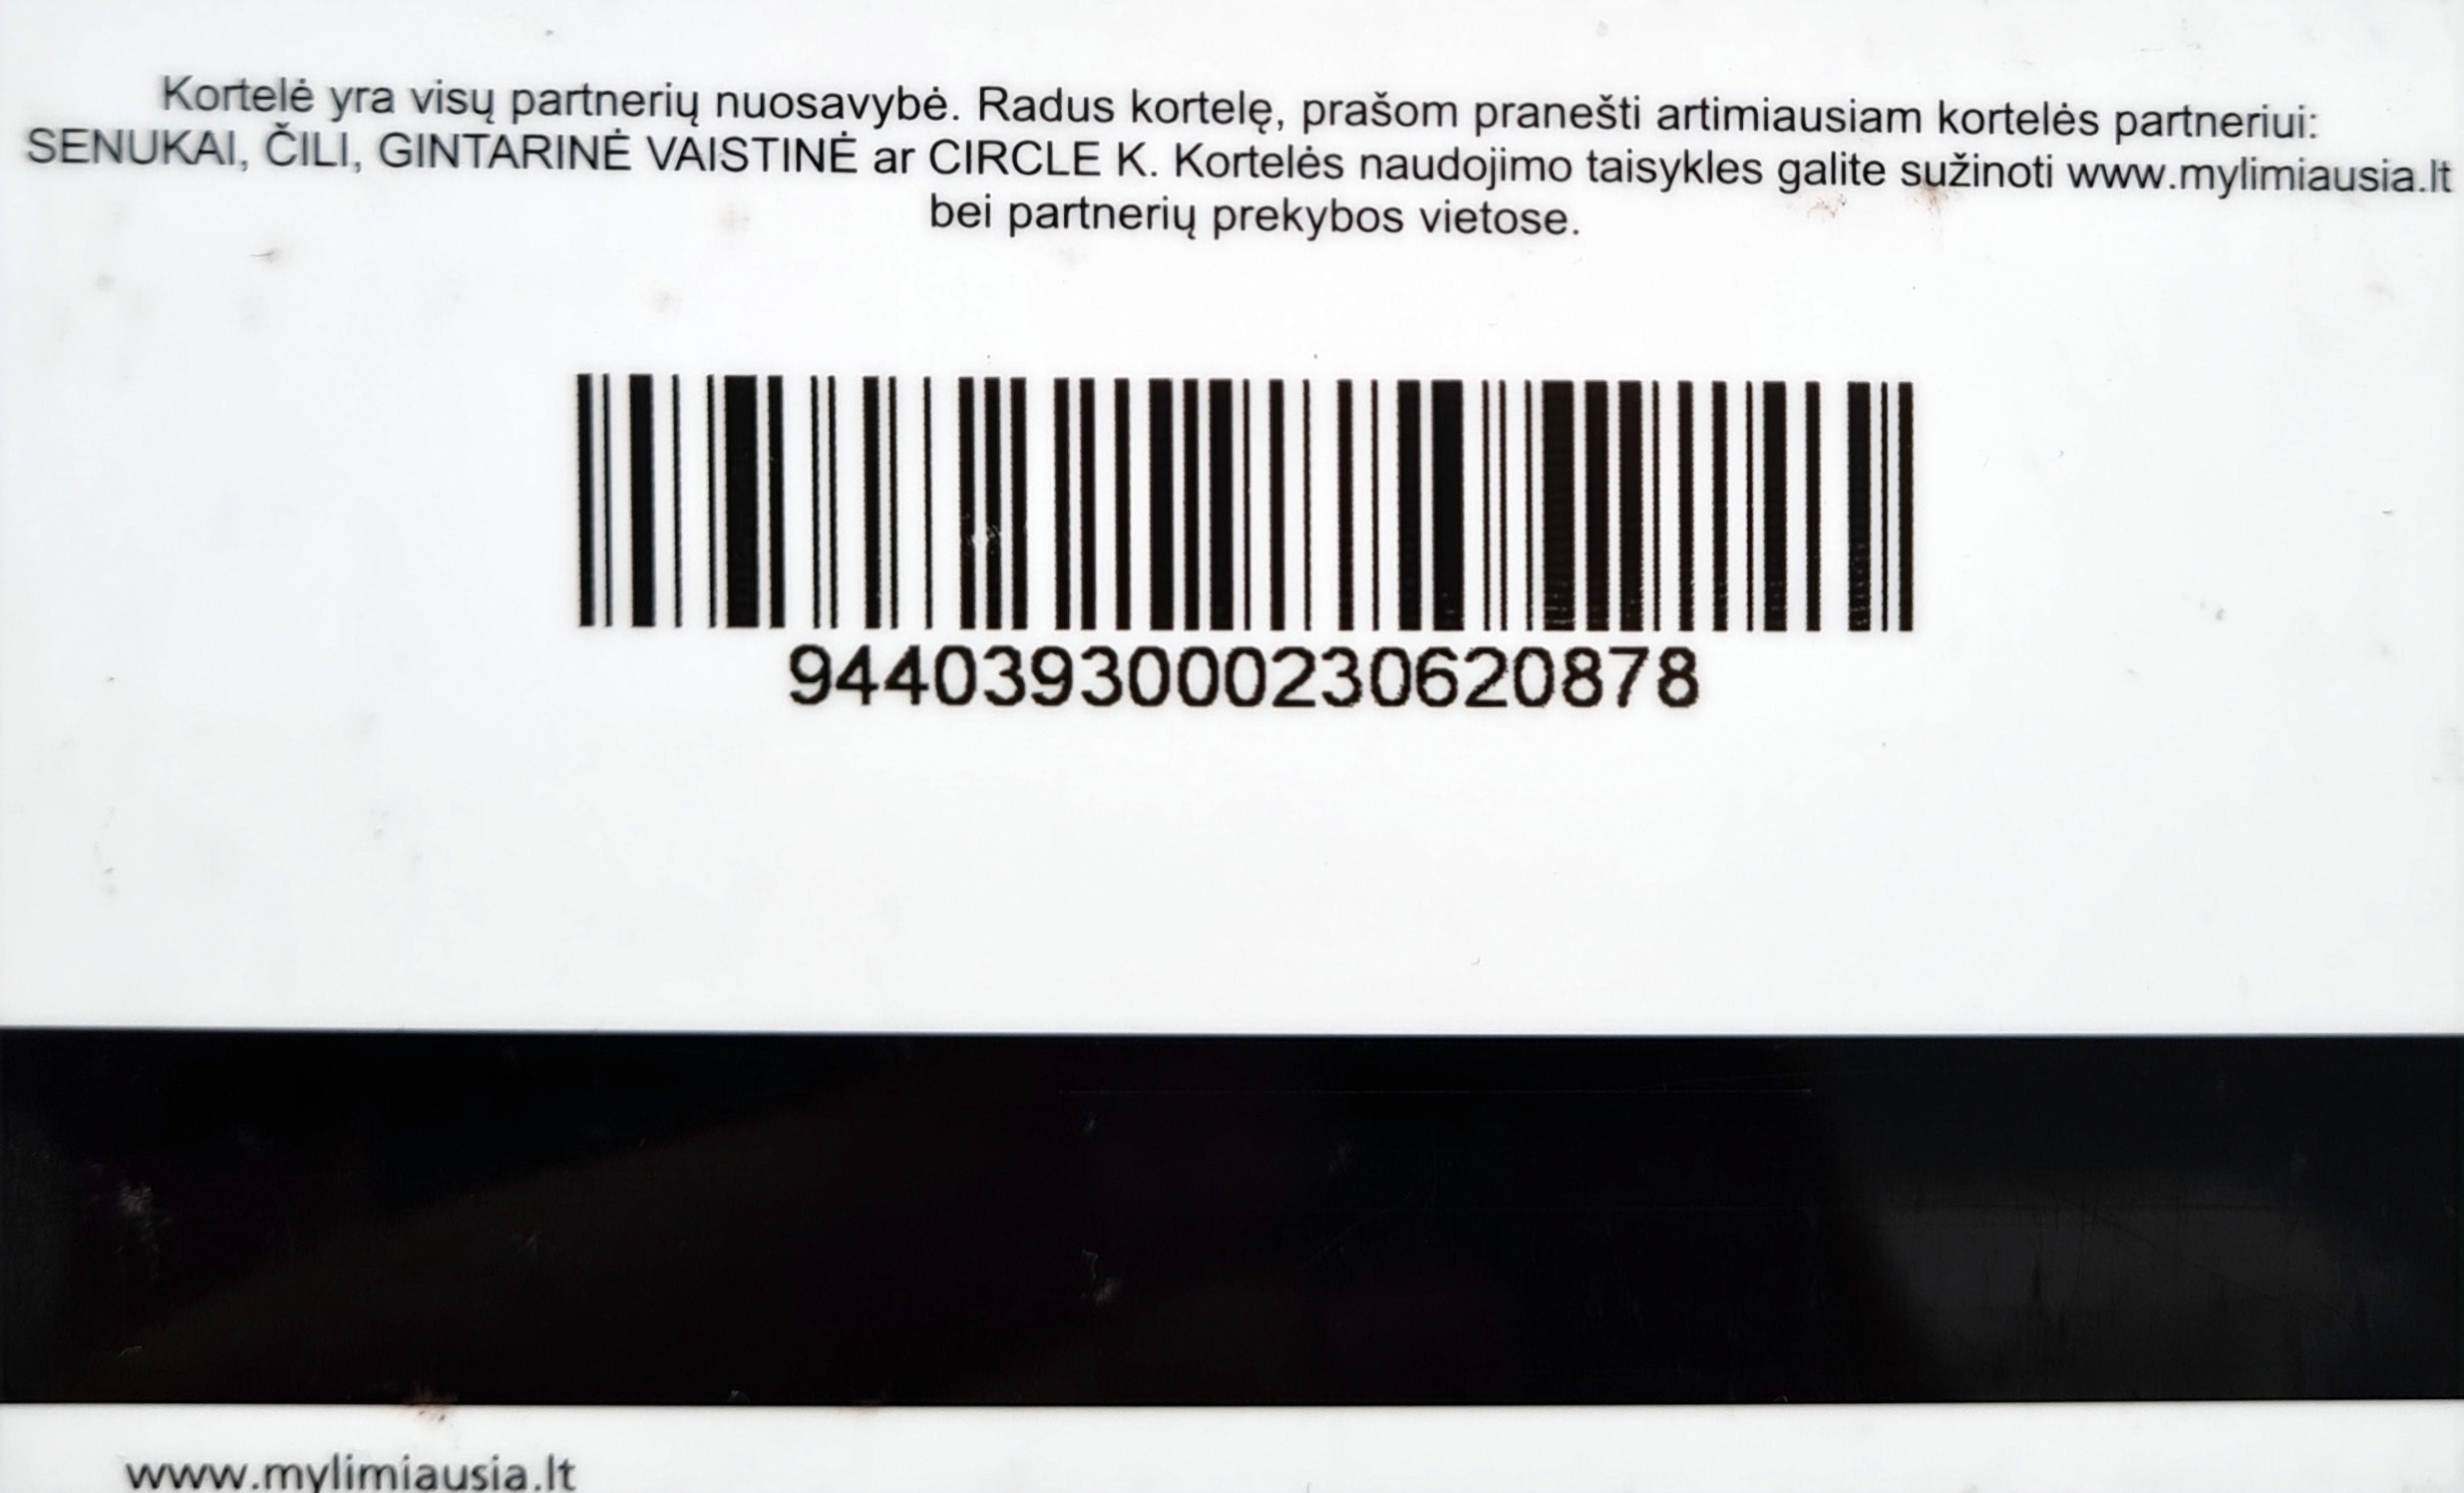 Kortelė yra visų partnerių nuosavybė. Radus kortelę, prašom pranešti artimiausiam kortelės partneriui:
SENUKAI, ČILI, GINTARINĖ VAISTINĖ ar CIRCLE K. Kortelės naudojimo taisykles galite sužinoti www.mylimiausia.lt
bei partnerių prekybos vietose.
9440393000230620878
www.mylimiausia.lt